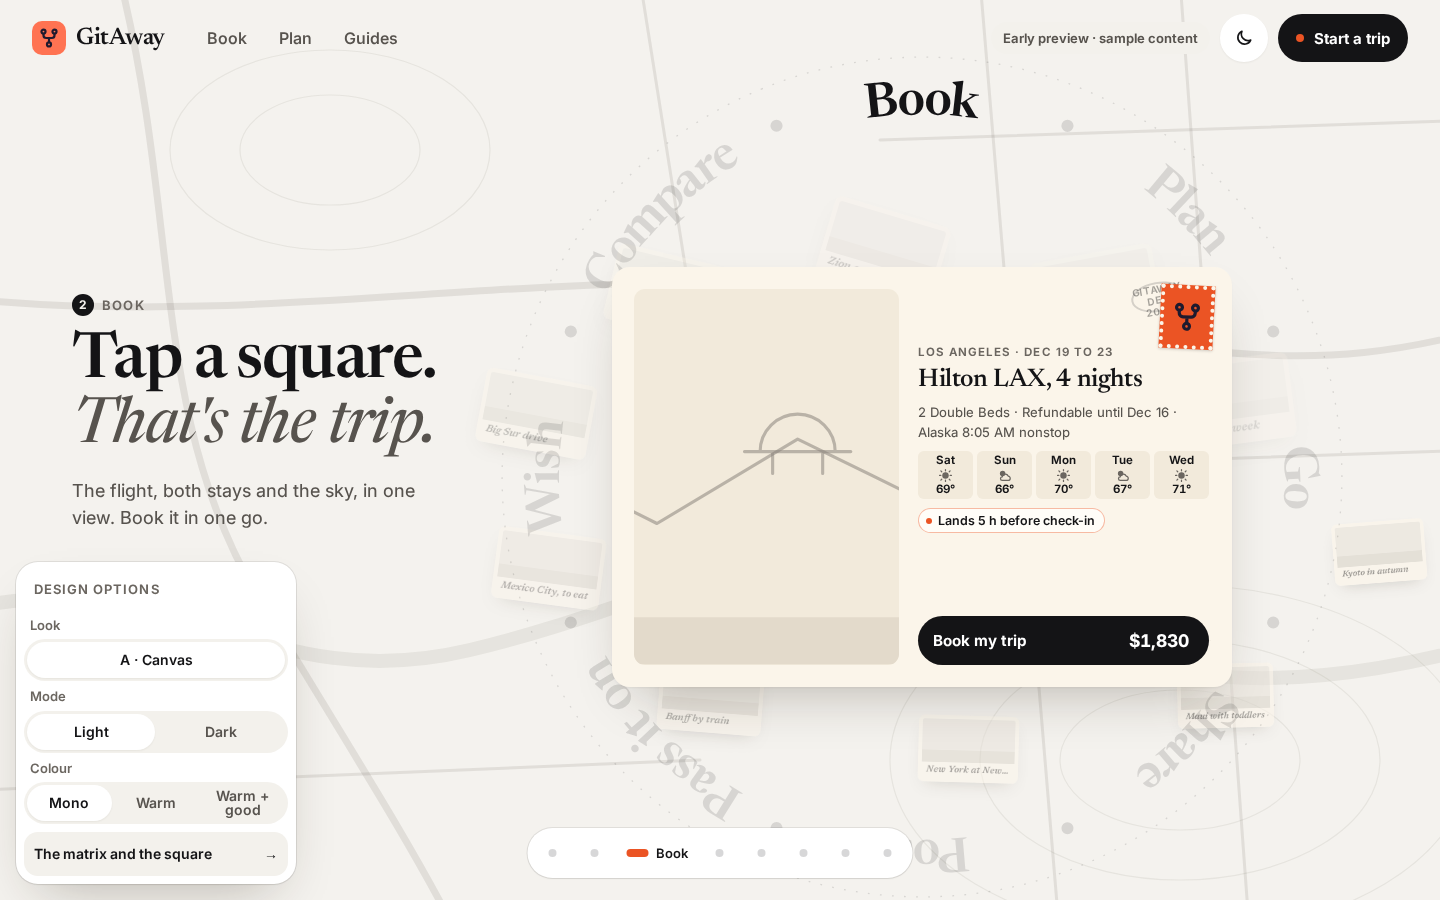 GitAway
Book
Plan
Guides
Early preview · sample content
Start a trip
Book
Compare
Plan
Wish
Go
Pass it on
Share
2 BOOK
Tap a square.
That's the trip.
The flight, both stays and the sky, in one
view. Book it in one go.
Big Sur drive
week
Mexico City, to eat
Kyoto in autumn
Banff by train
Maui with toddlers
New York at New...
LOS ANGELES · DEC 19 TO 23
Hilton LAX, 4 nights
2 Double Beds · Refundable until Dec 16 ·
Alaska 8:05 AM nonstop
Sat Sun Mon Tue Wed
69° 66° 70° 67° 71°
Lands 5 h before check-in
Book my trip $1,830
DESIGN OPTIONS
Look
A · Canvas
Mode
Light Dark
Colour
Mono Warm Warm +
good
The matrix and the square →
Book